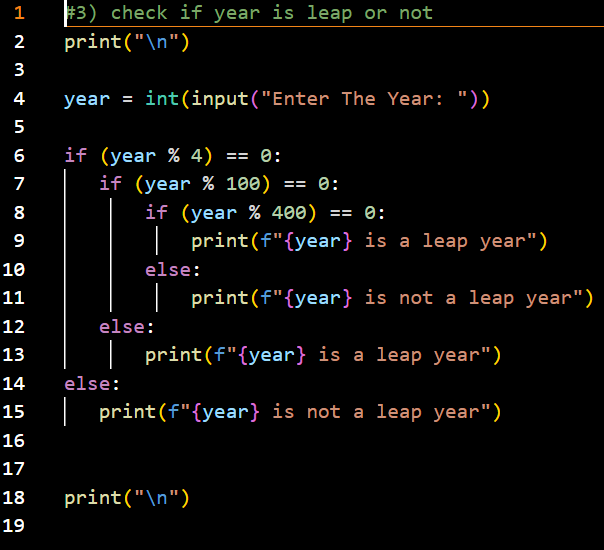 1 #3) check if year is leap or not
2 print("\n")
3
4 year = int(input("Enter The Year: "))
5
6 if (year % 4) == 0:
7    if (year % 100) == 0:
8        if (year % 400) == 0:
9            print(f"{year} is a leap year")
10        else:
11            print(f"{year} is not a leap year")
12    else:
13        print(f"{year} is a leap year")
14 else:
15    print(f"{year} is not a leap year")
16
17
18 print("\n")
19